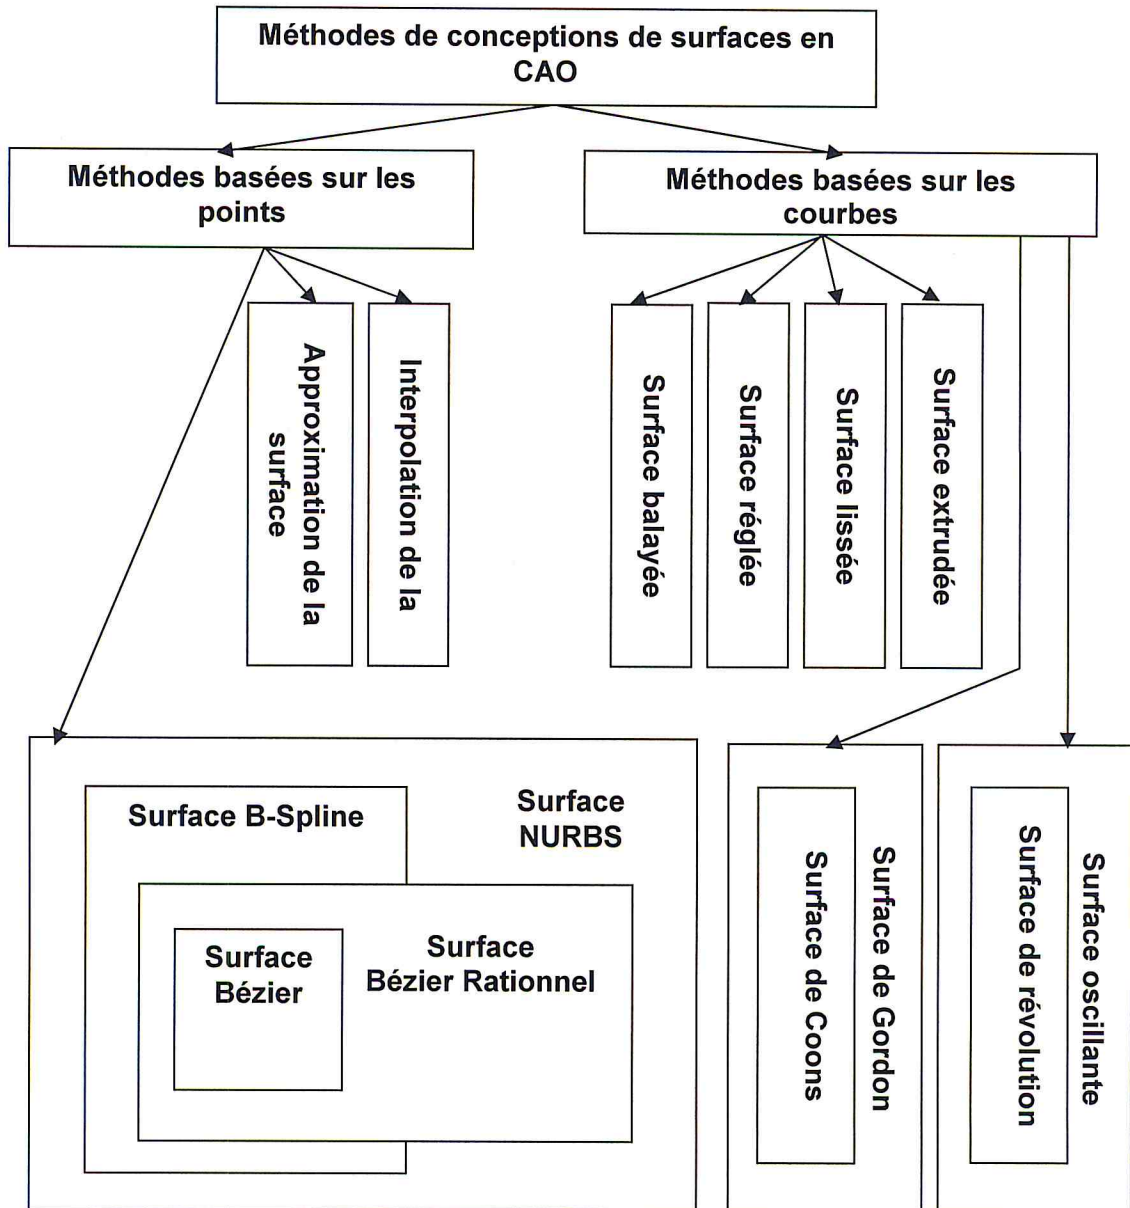 Méthodes de conceptions de surfaces en
CAO
Méthodes basées sur les
points
Méthodes basées sur les
courbes
Approximation de la
surface
Interpolation de la
Surface balayée
Surface réglée
Surface lissée
Surface extrudée
Surface B-Spline
Surface
NURBS
Surface
Bézier
Surface
Bézier Rationnel
Surface de Coons
Surface de Gordon
Surface de révolution
Surface oscillante